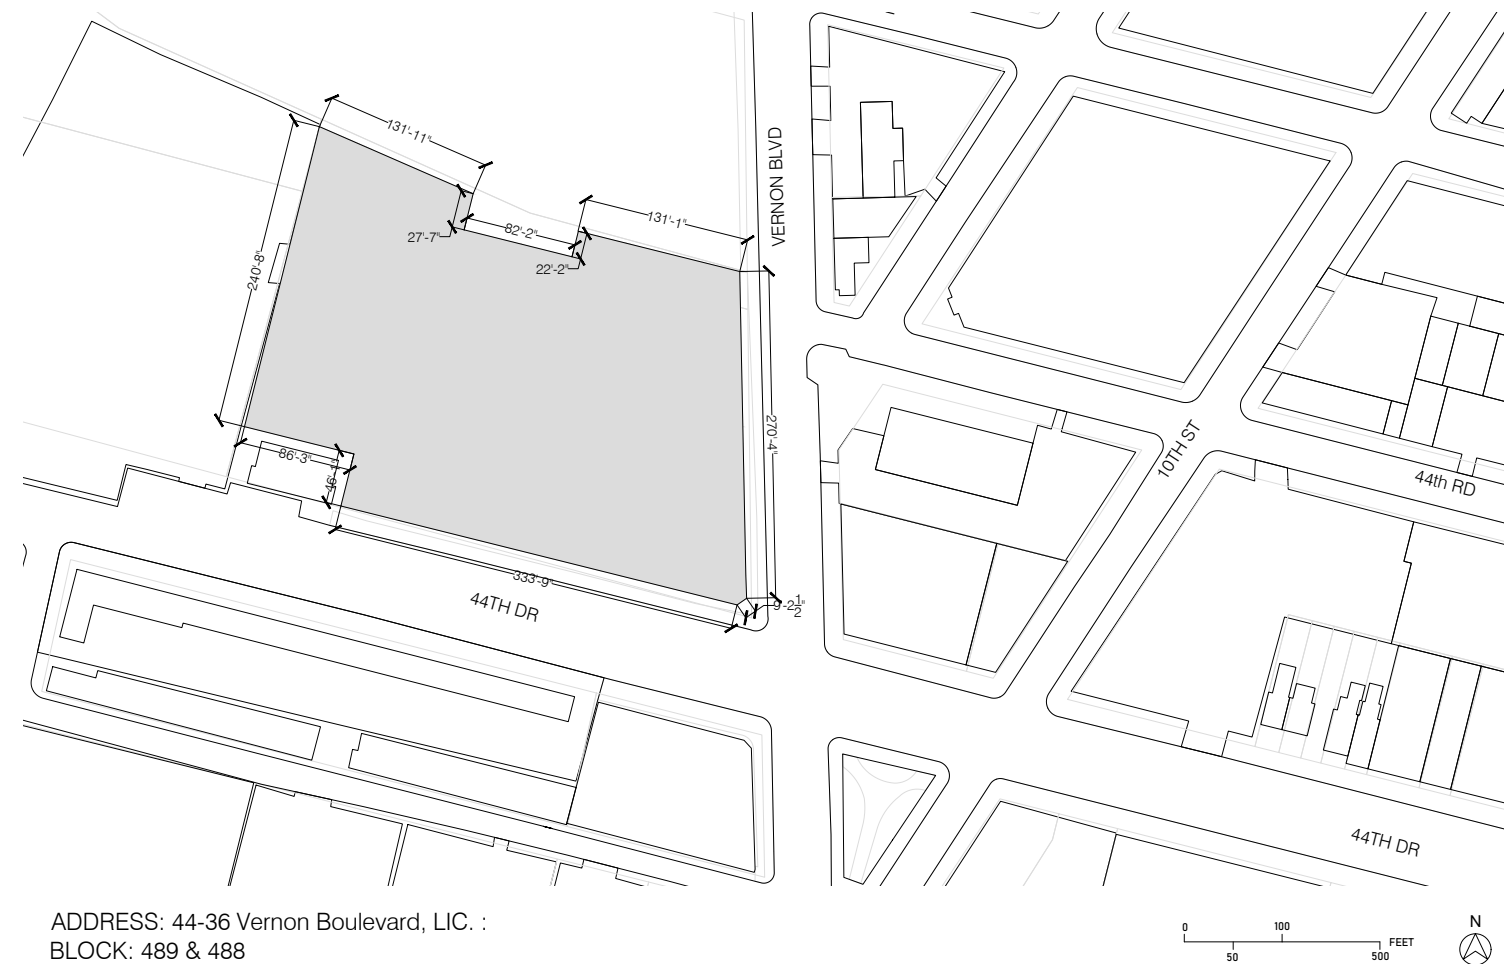 131'-11"
131'-1"
VERNON BLVD
27'-7"
82'-2"
22'-2"
240'-8"
270'-4"
10TH ST
86'-3"
46'-1"
44th RD
333'-9"
44TH DR
9'-2 1/2"
44TH DR
ADDRESS: 44-36 Vernon Boulevard, LIC. :
BLOCK: 489 & 488
0 100
FEET
50 500
N